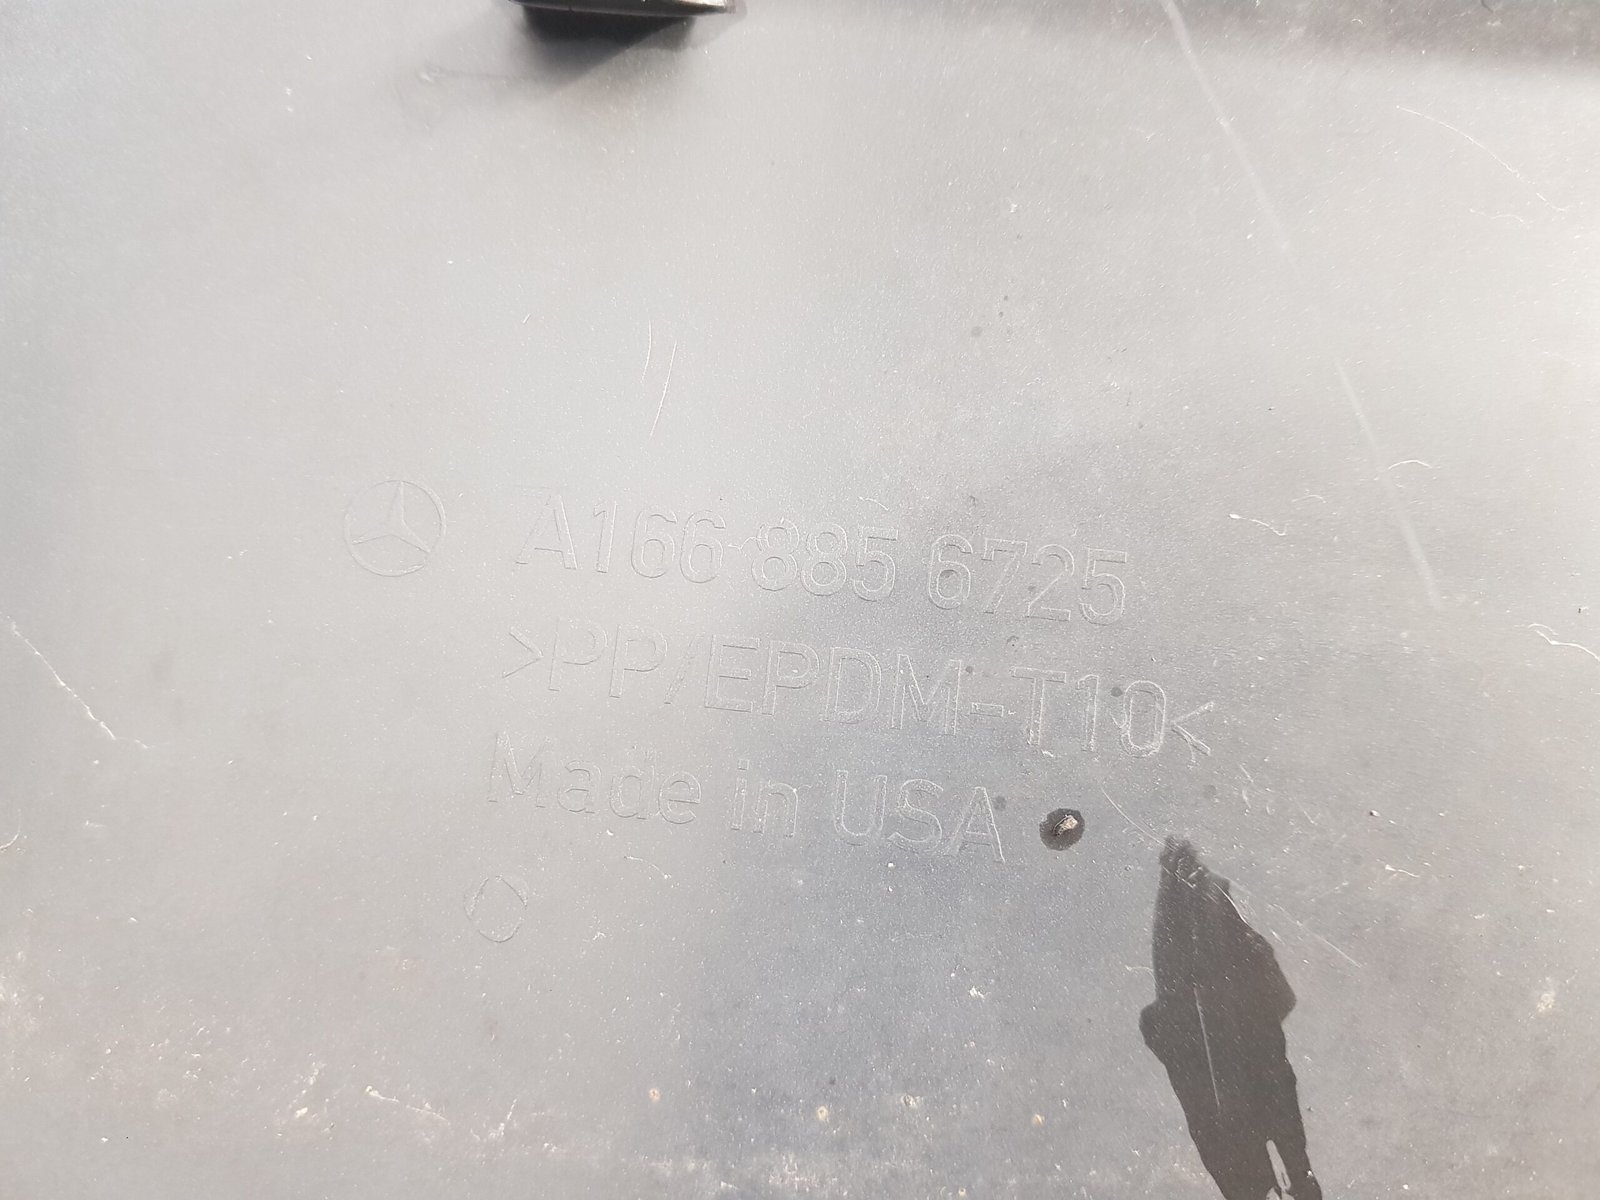 A166 885 6725
>PP/EPDM-T10<
Made in USA